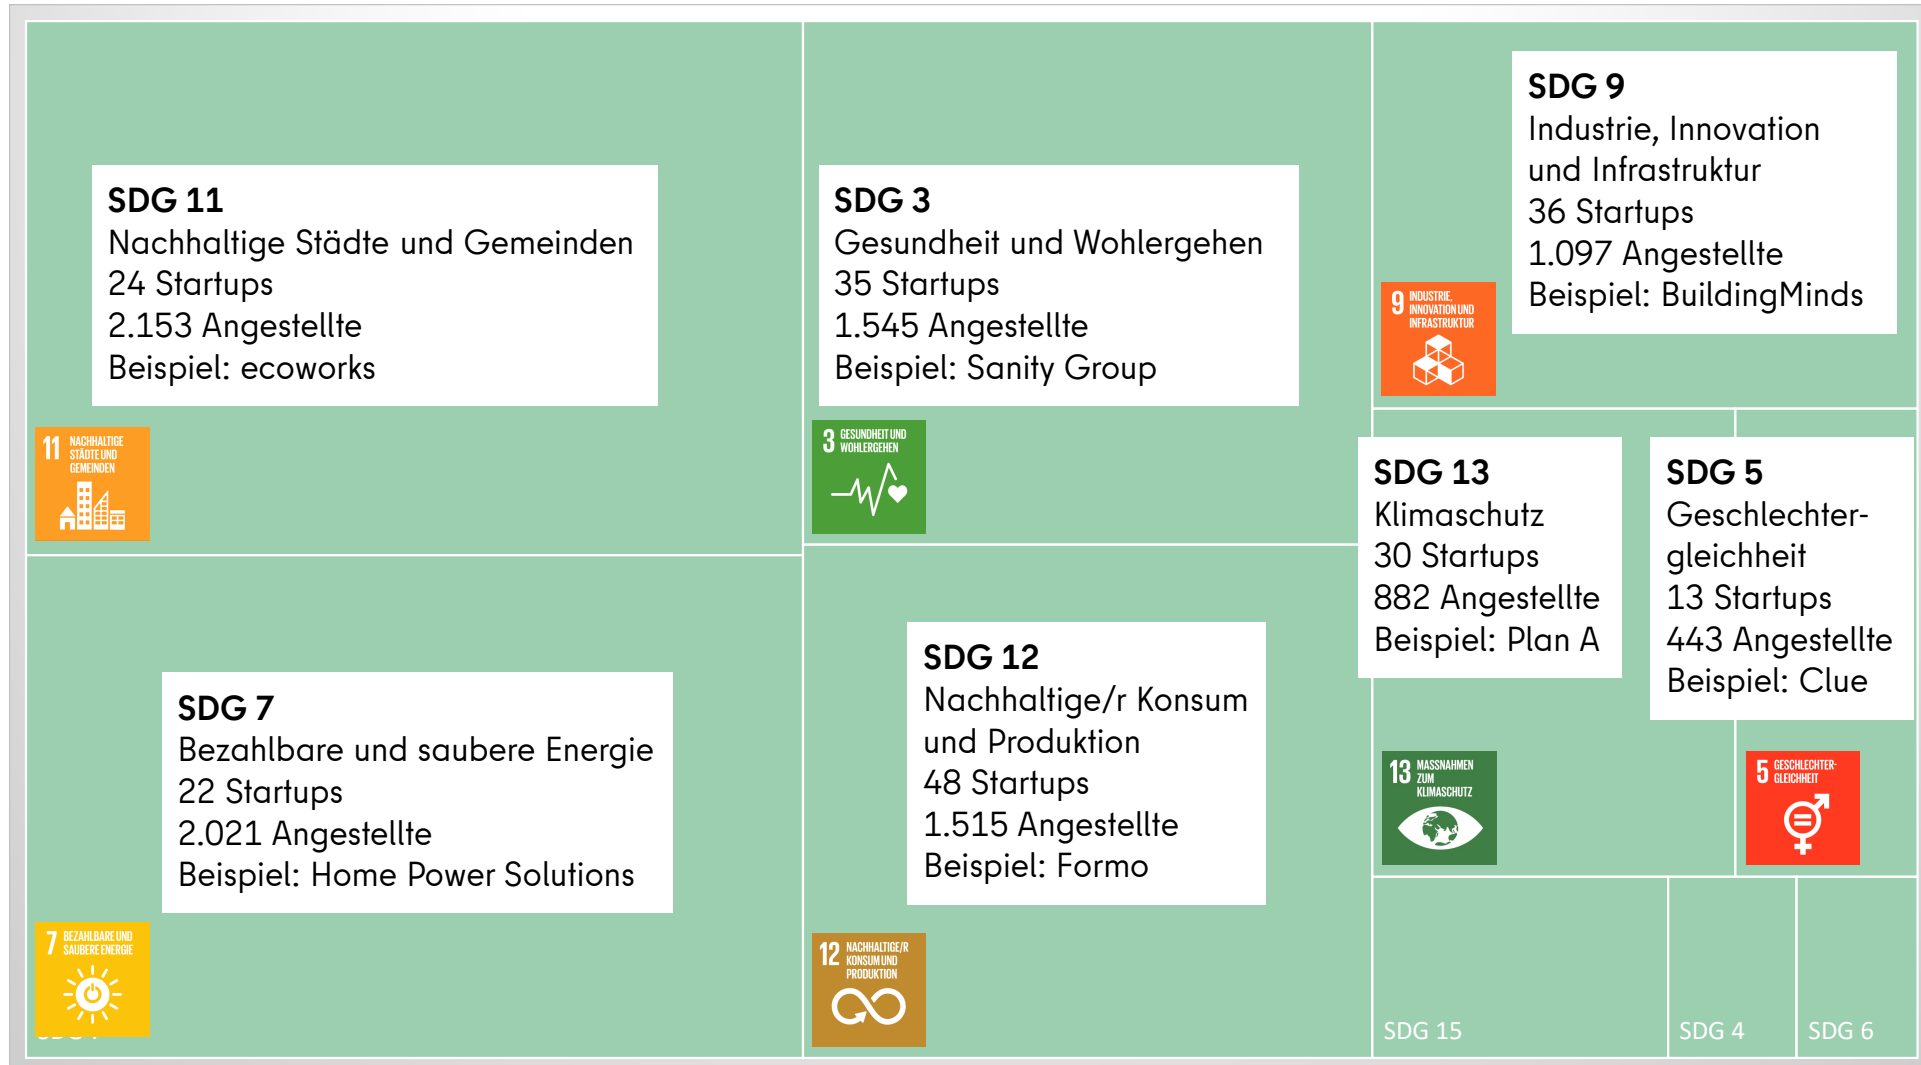 SDG 11
Nachhaltige Städte und Gemeinden
24 Startups
2.153 Angestellte
Beispiel: ecoworks
11 NACHHALTIGE
STÄDTE UND
GEMEINDEN
SDG 3
Gesundheit und Wohlergehen
35 Startups
1.545 Angestellte
Beispiel: Sanity Group
3 GESUNDHEIT UND
WOHLERGEHEN
SDG 9
Industrie, Innovation
und Infrastruktur
36 Startups
1.097 Angestellte
Beispiel: BuildingMinds
9 INDUSTRIE,
INNOVATION UND
INFRASTRUKTUR
SDG 7
Bezahlbare und saubere Energie
22 Startups
2.021 Angestellte
Beispiel: Home Power Solutions
7 BEZAHLBARE UND
SAUBERE ENERGIE
SDG 12
Nachhaltige/r Konsum
und Produktion
48 Startups
1.515 Angestellte
Beispiel: Formo
12 NACHHALTIGE/R
KONSUM UND
PRODUKTION
SDG 13
Klimaschutz
30 Startups
882 Angestellte
Beispiel: Plan A
13 MASSNAHMEN
ZUM
KLIMASCHUTZ
SDG 5
Geschlechter-
gleichheit
13 Startups
443 Angestellte
Beispiel: Clue
5 GESCHLECHTER-
GLEICHHEIT
SDG 15
SDG 4
SDG 6